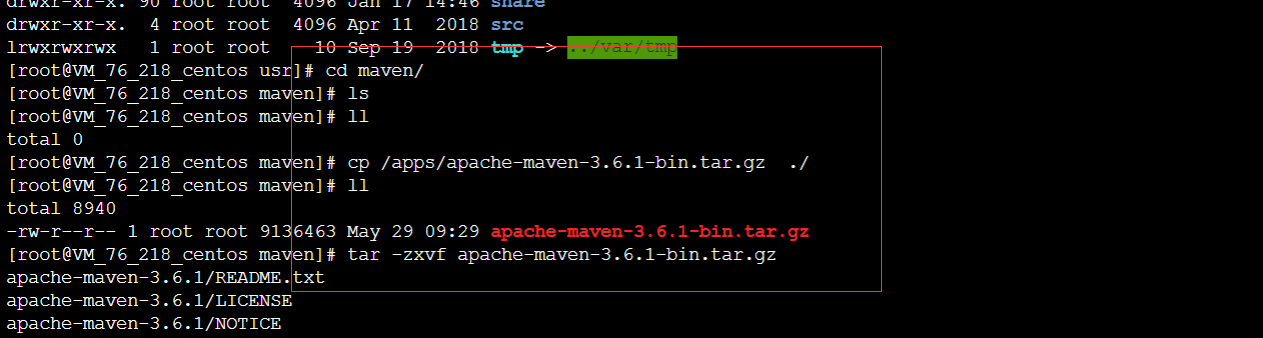 drwxr-xr-x. 90 root root  4096 Jan 17 14:46 share
drwxr-xr-x.  4 root root  4096 Apr 11  2018 src
lrwxrwxrwx   1 root root    10 Sep 19  2018 tmp -> ../var/tmp
[root@VM_76_218_centos usr]# cd maven/
[root@VM_76_218_centos maven]# ls
[root@VM_76_218_centos maven]# ll
total 0
[root@VM_76_218_centos maven]# cp /apps/apache-maven-3.6.1-bin.tar.gz  ./
[root@VM_76_218_centos maven]# ll
total 8940
-rw-r--r-- 1 root root 9136463 May 29 09:29 apache-maven-3.6.1-bin.tar.gz
[root@VM_76_218_centos maven]# tar -zxvf apache-maven-3.6.1-bin.tar.gz
apache-maven-3.6.1/README.txt
apache-maven-3.6.1/LICENSE
apache-maven-3.6.1/NOTICE